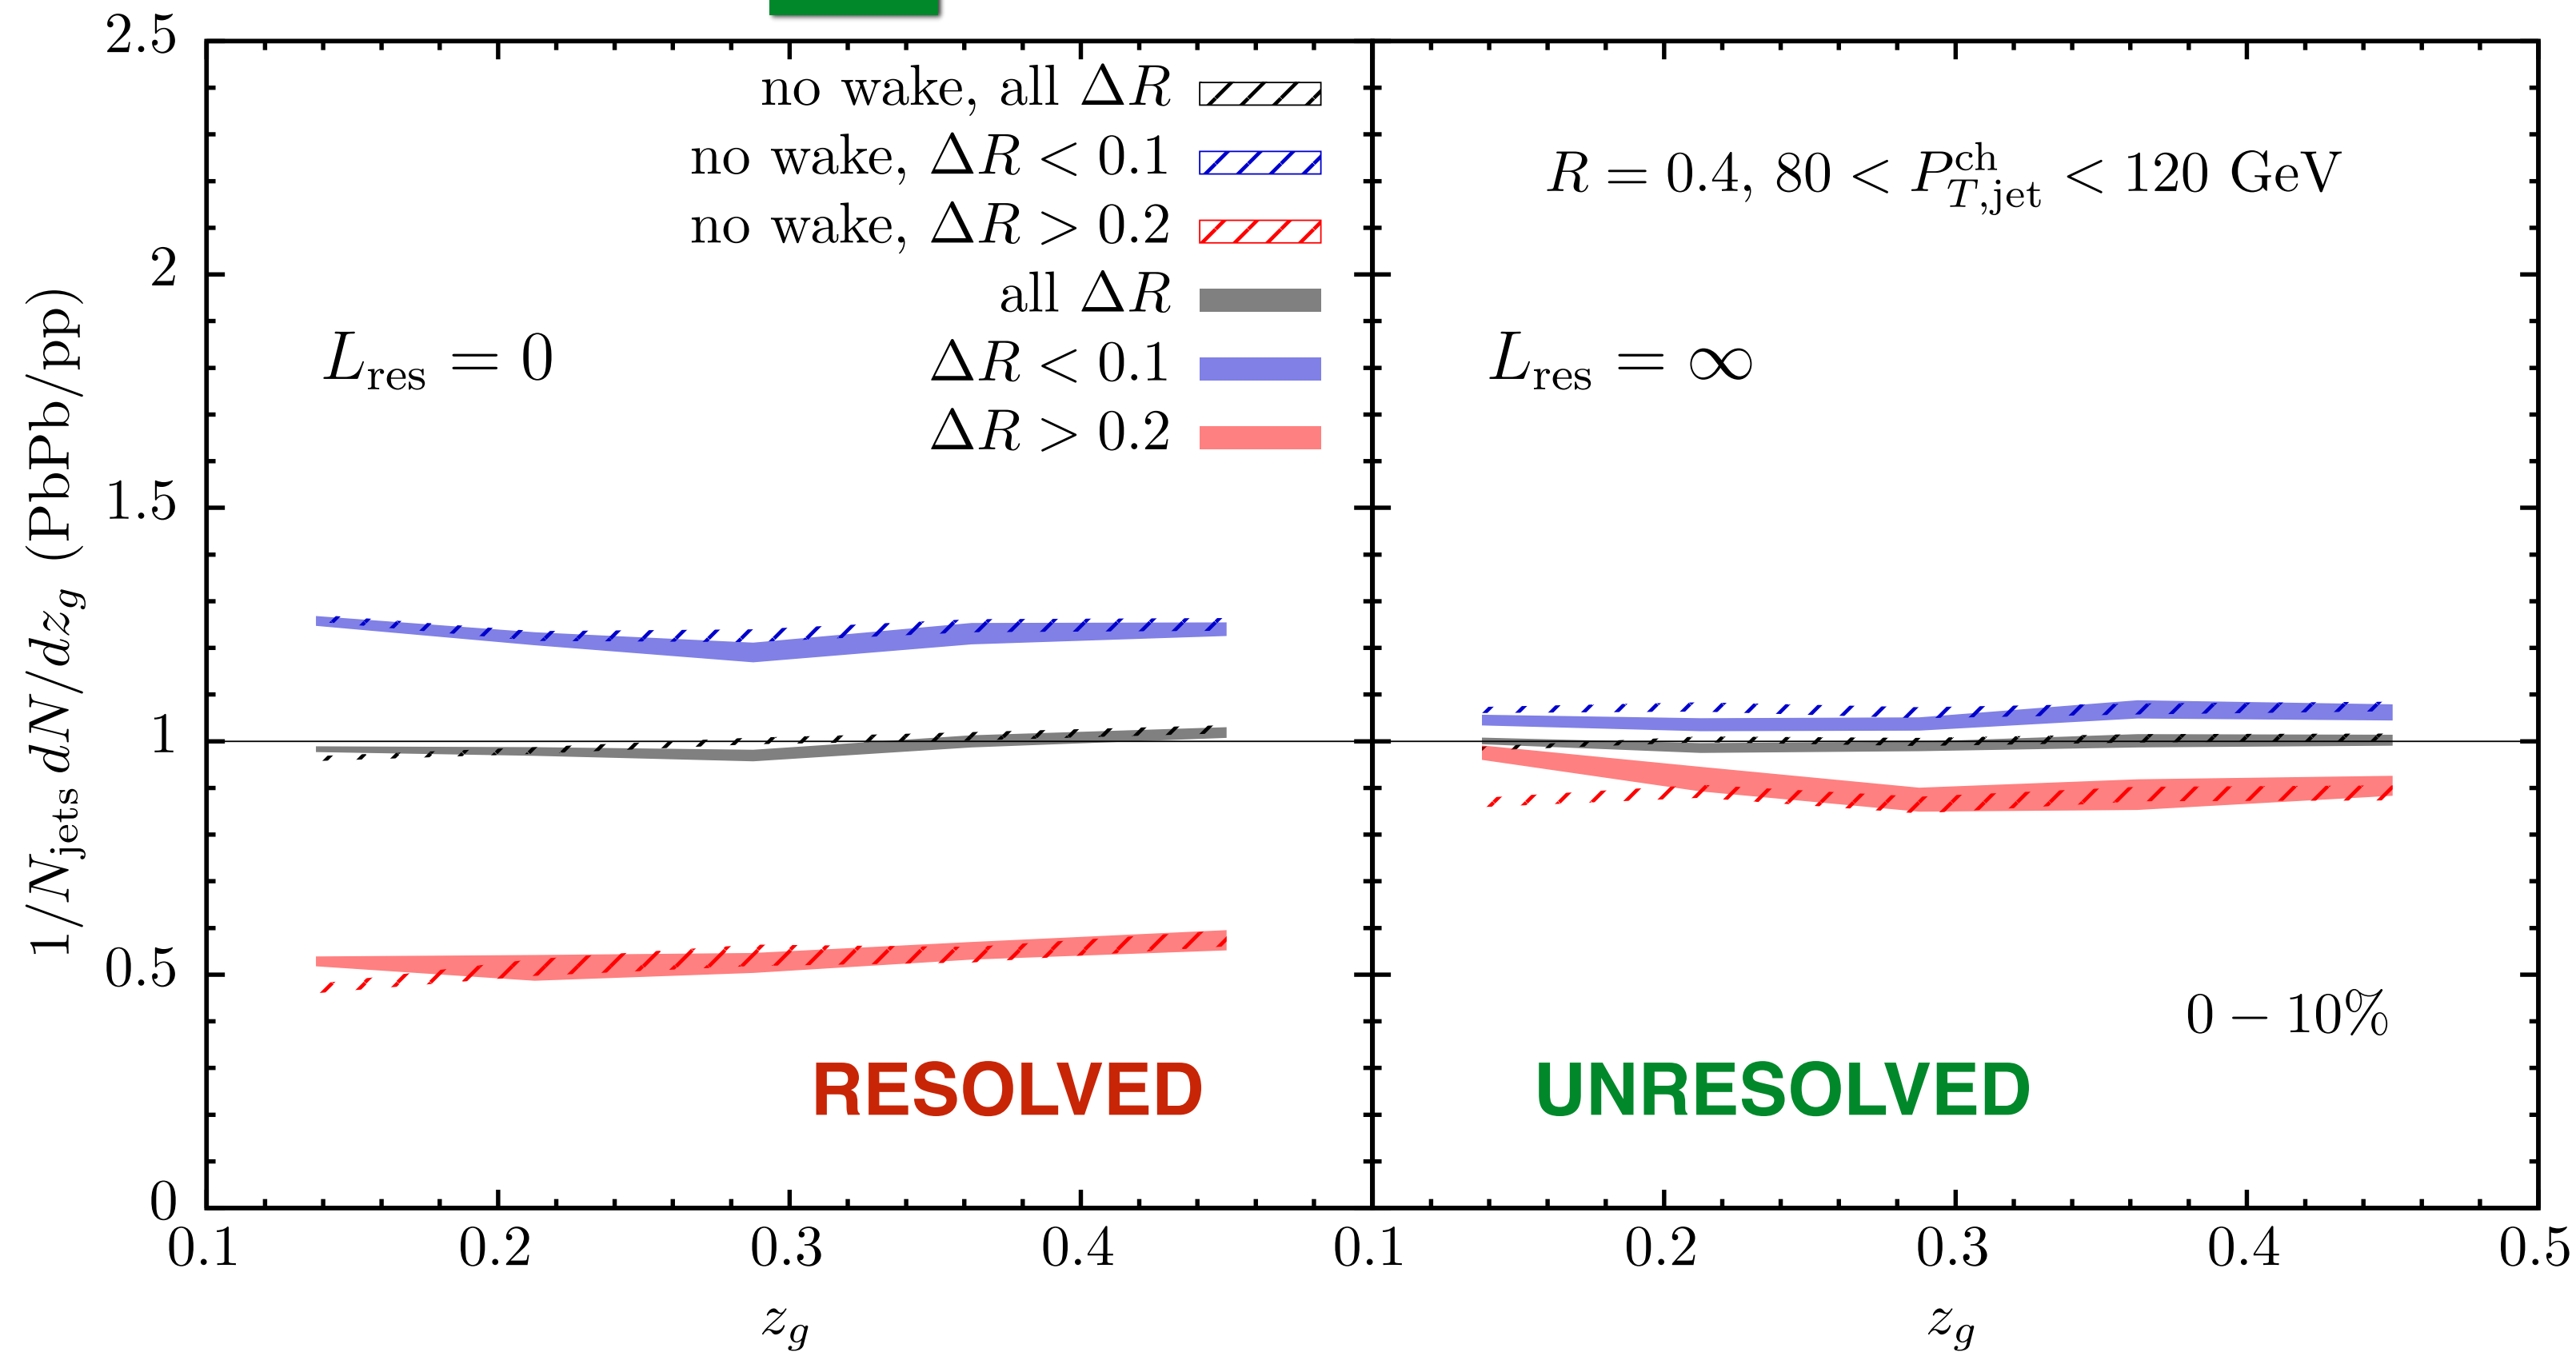 2.5
2
1.5
1
0.5
0
1/N_jets dN/dz_g (PbPb/pp)
no wake, all ΔR
no wake, ΔR < 0.1
no wake, ΔR > 0.2
all ΔR
ΔR < 0.1
ΔR > 0.2
L_res = 0
RESOLVED
R = 0.4, 80 < P_{T,jet}^{ch} < 120 GeV
L_res = ∞
0 − 10%
UNRESOLVED
0.1 0.2 0.3 0.4 0.1 0.2 0.3 0.4 0.5
z_g z_g